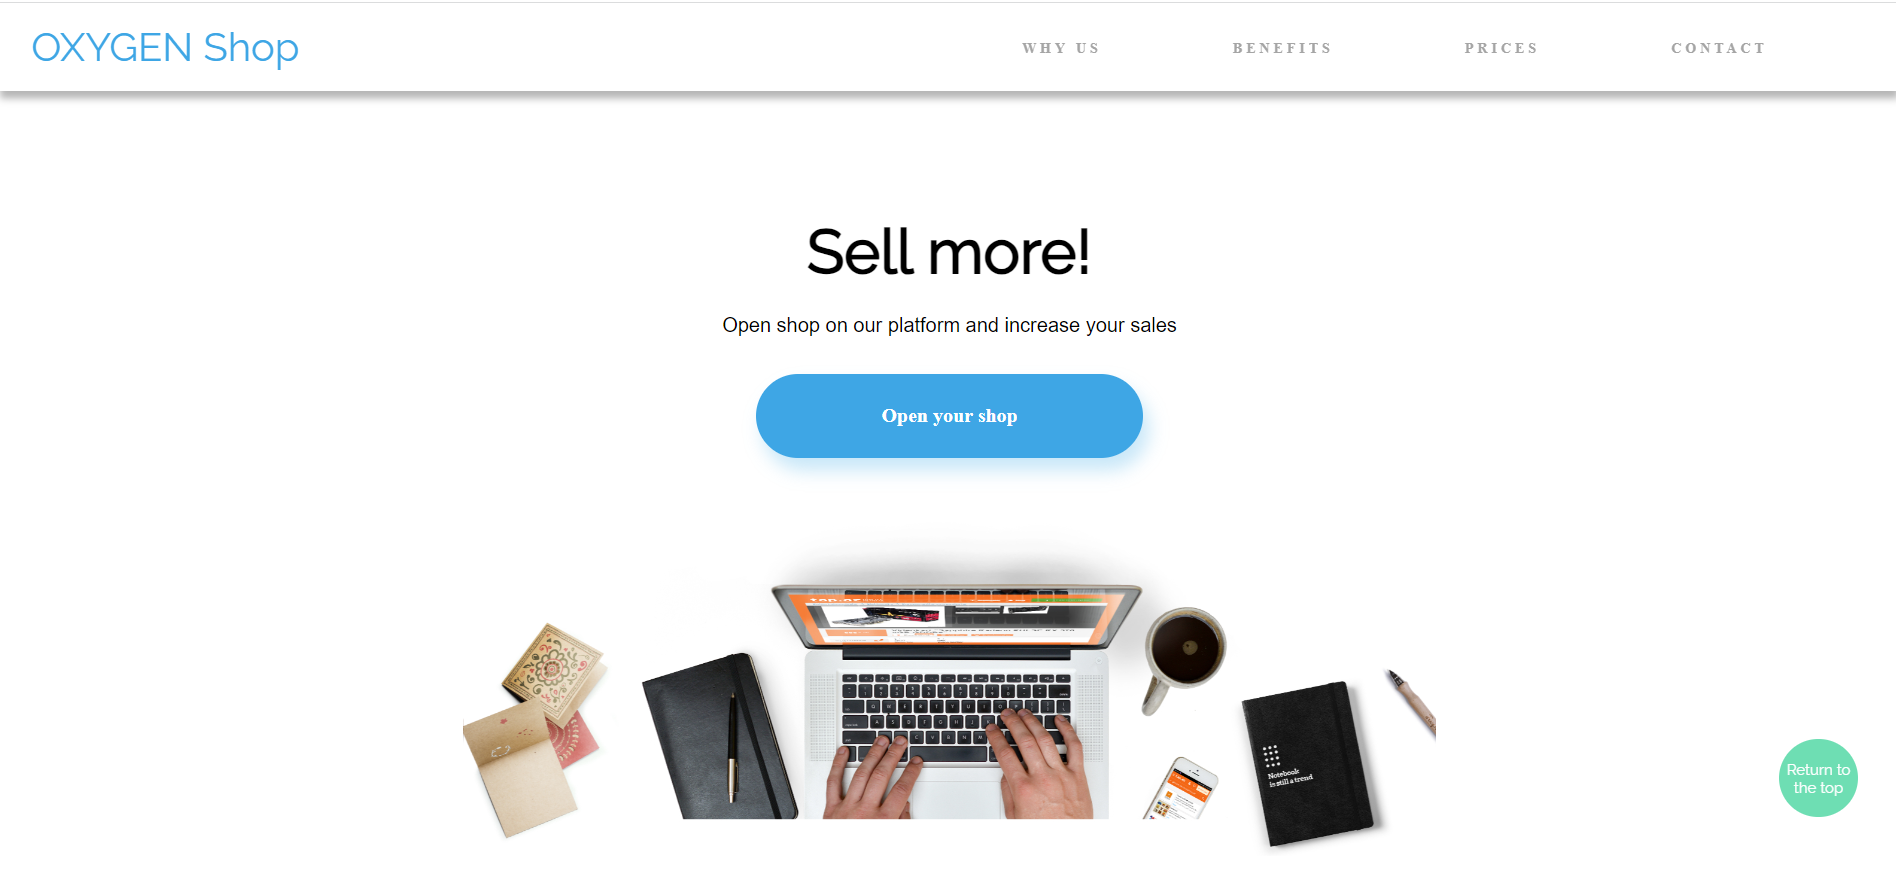 OXYGEN Shop
WHY US
BENEFITS
PRICES
CONTACT
Sell more!
Open shop on our platform and increase your sales
Open your shop
Notebook
is still a trend
Return to
the top